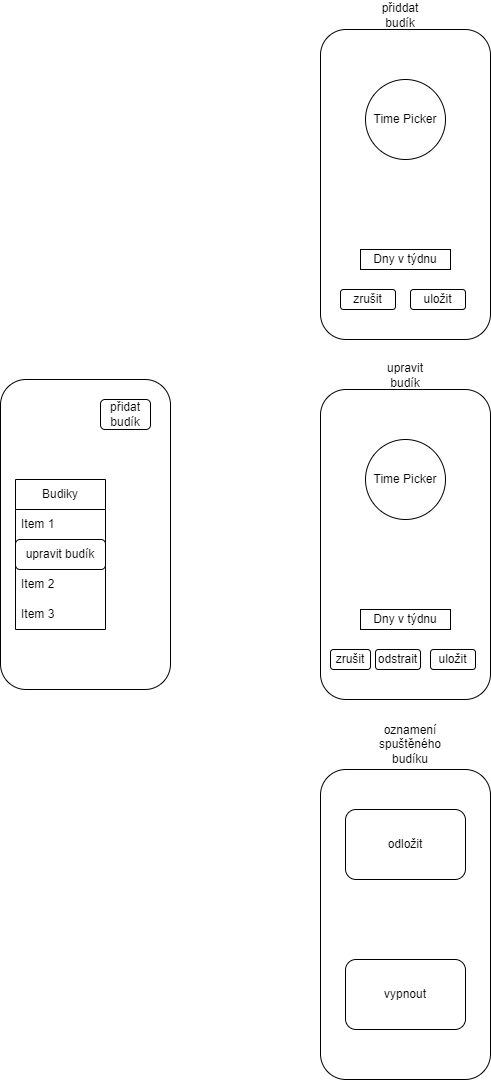 přiddat
budík
Time Picker
Dny v týdnu
zrušit
uložit
upravit
budík
přidat
budík
Budiky
Item 1
upravit budík
Item 2
Item 3
Time Picker
Dny v týdnu
zrušit
odstrait
uložit
oznamení
spuštěného
budíku
odložit
vypnout